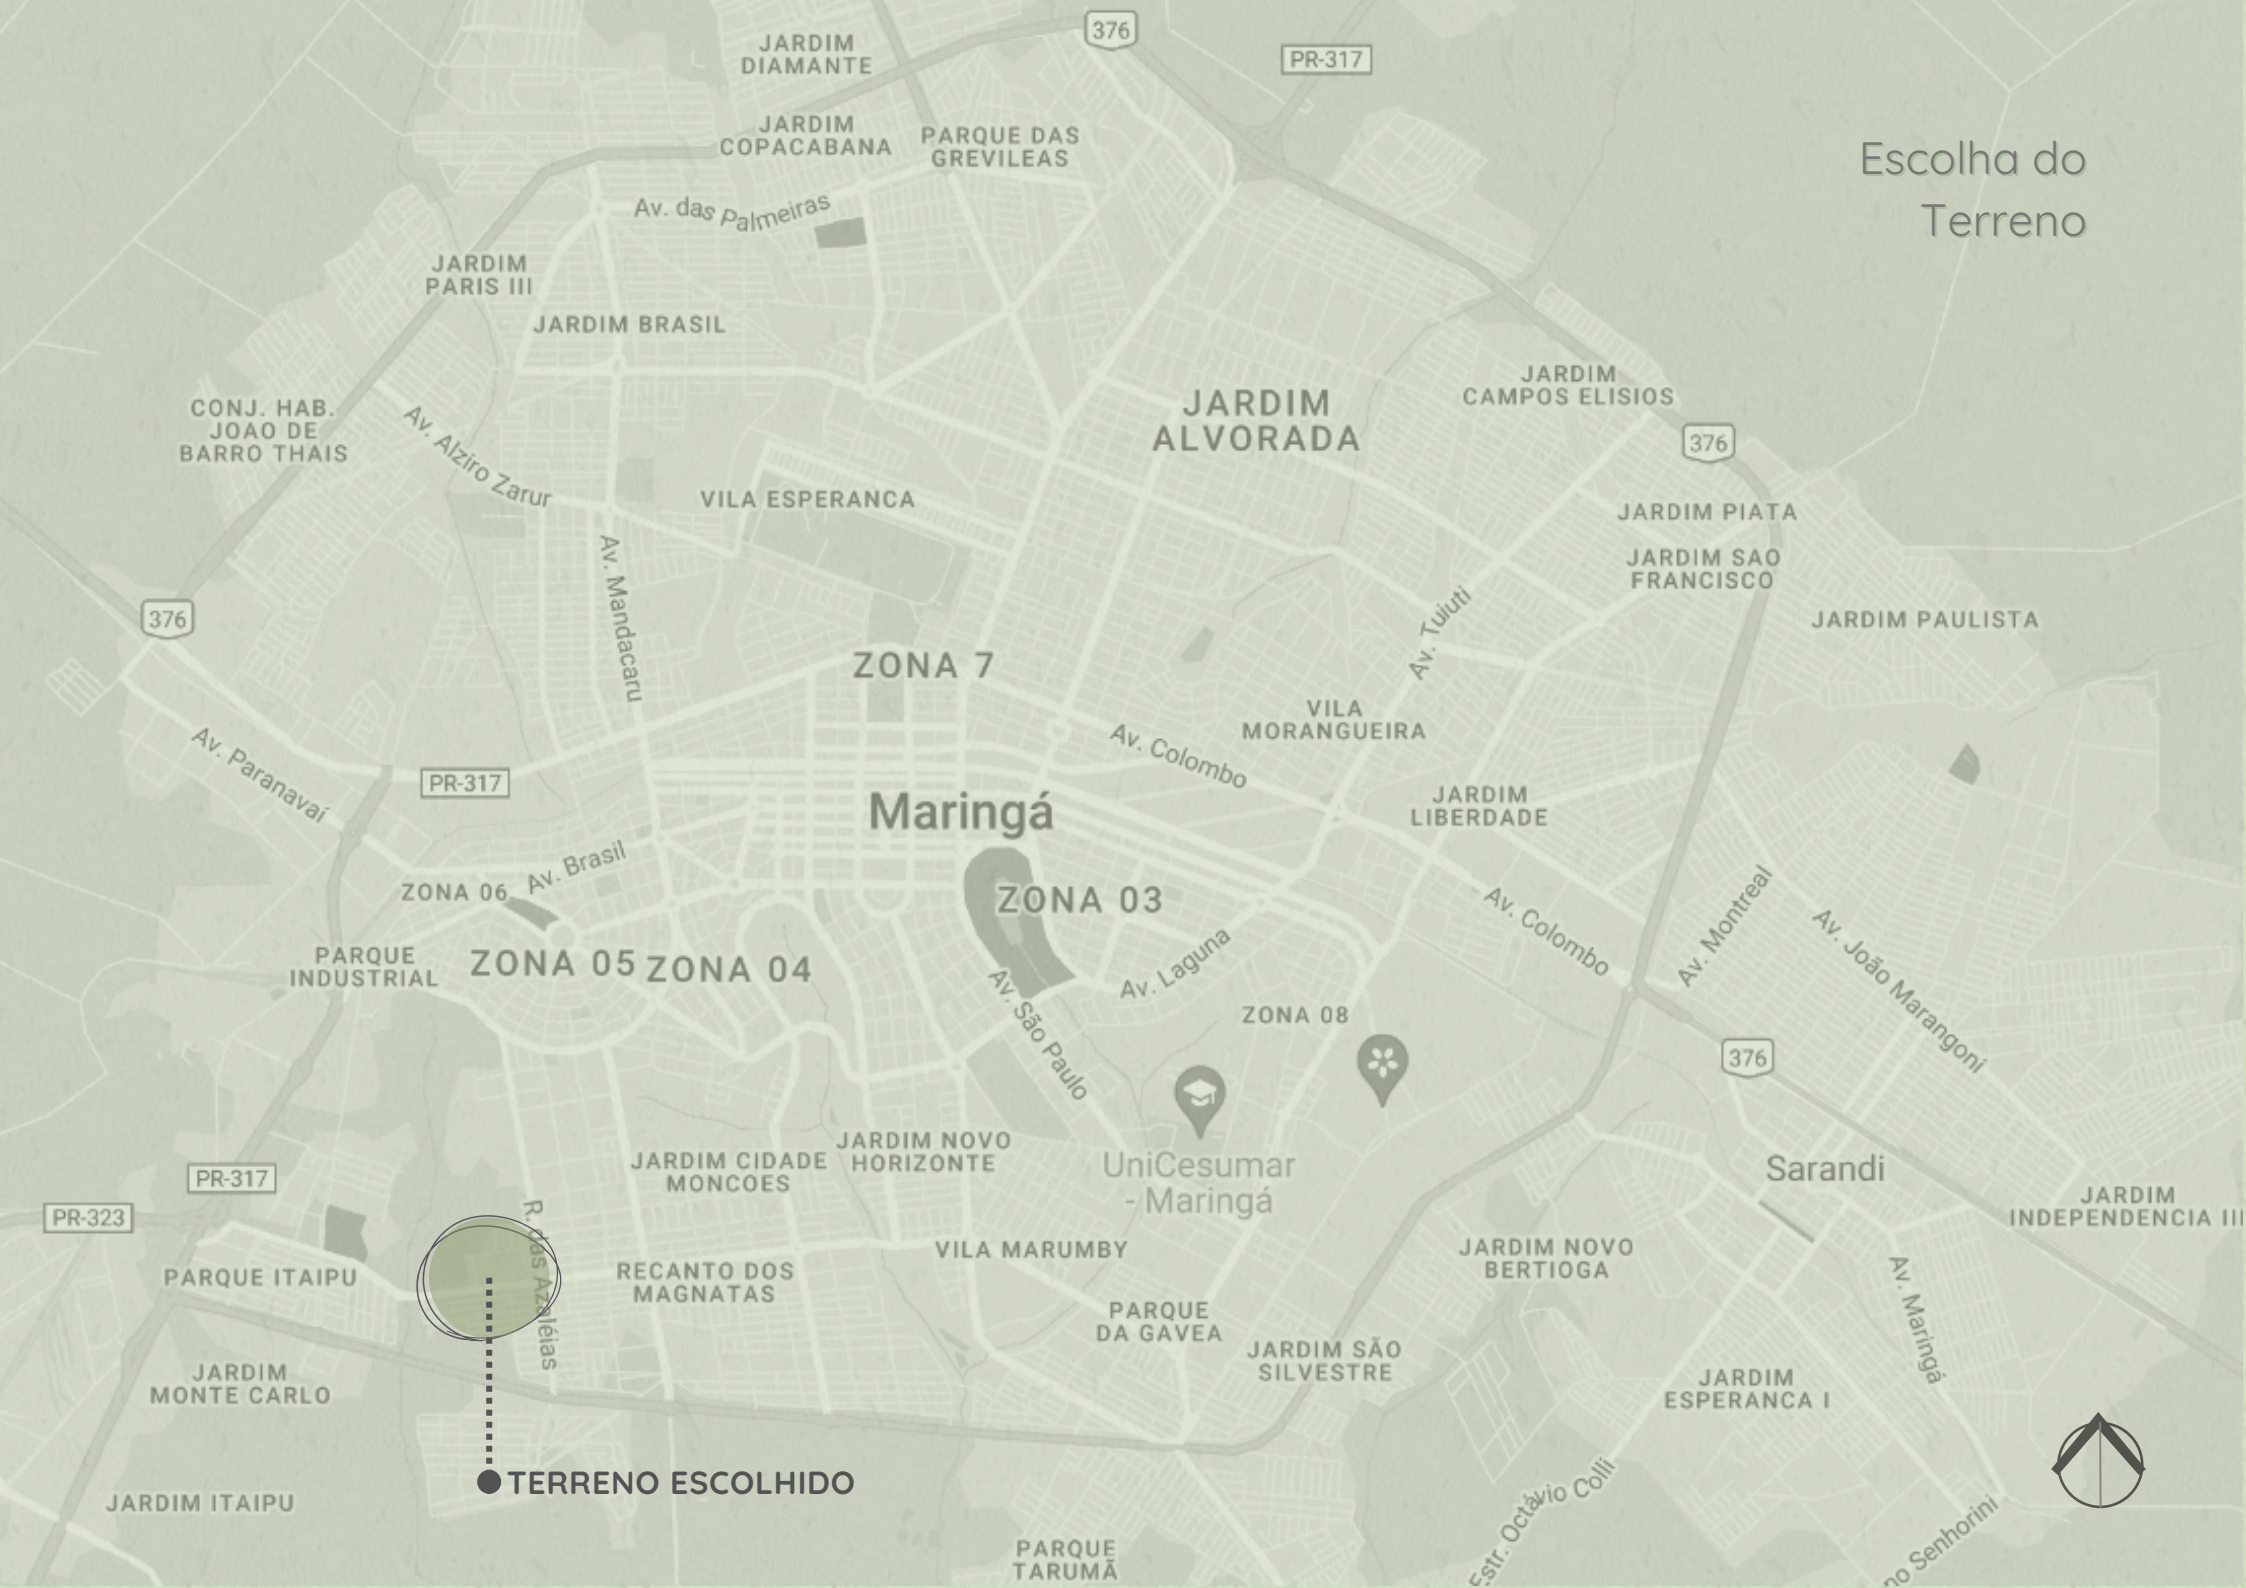 376
PR-317
JARDIM
DIAMANTE
JARDIM
COPACABANA
PARQUE DAS
GREVILEAS
Escolha do
Terreno
Av. das Palmeiras
JARDIM
PARIS III
JARDIM BRASIL
JARDIM
CAMPOS ELISIOS
JARDIM
ALVORADA
CONJ. HAB.
JOAO DE
BARRO THAIS
Av. Alziro Zarur
376
VILA ESPERANCA
JARDIM PIATA
JARDIM SAO
FRANCISCO
Av. Mandacaru
376
Av. Tuiuti
JARDIM PAULISTA
ZONA 7
VILA
MORANGUEIRA
Av. Colombo
Av. Paranavaí
PR-317
Maringá
JARDIM
LIBERDADE
Av. Brasil
ZONA 06
ZONA 03
Av. Colombo
Av. Montreal
Av. João Marangoni
PARQUE
INDUSTRIAL
ZONA 05
ZONA 04
Av. Laguna
Av. São Paulo
ZONA 08
376
JARDIM CIDADE
MONCOES
JARDIM NOVO
HORIZONTE
UniCesumar
- Maringá
Sarandi
PR-317
PR-323
JARDIM
INDEPENDENCIA III
R. das Azaléias
PARQUE ITAIPU
RECANTO DOS
MAGNATAS
VILA MARUMBY
JARDIM NOVO
BERTIOGA
Av. Maringá
PARQUE
DA GAVEA
JARDIM SÃO
SILVESTRE
JARDIM
MONTE CARLO
JARDIM
ESPERANCA I
TERRENO ESCOLHIDO
JARDIM ITAIPU
Estr. Octávio Colli
no Senhorini
PARQUE
TARUMÃ